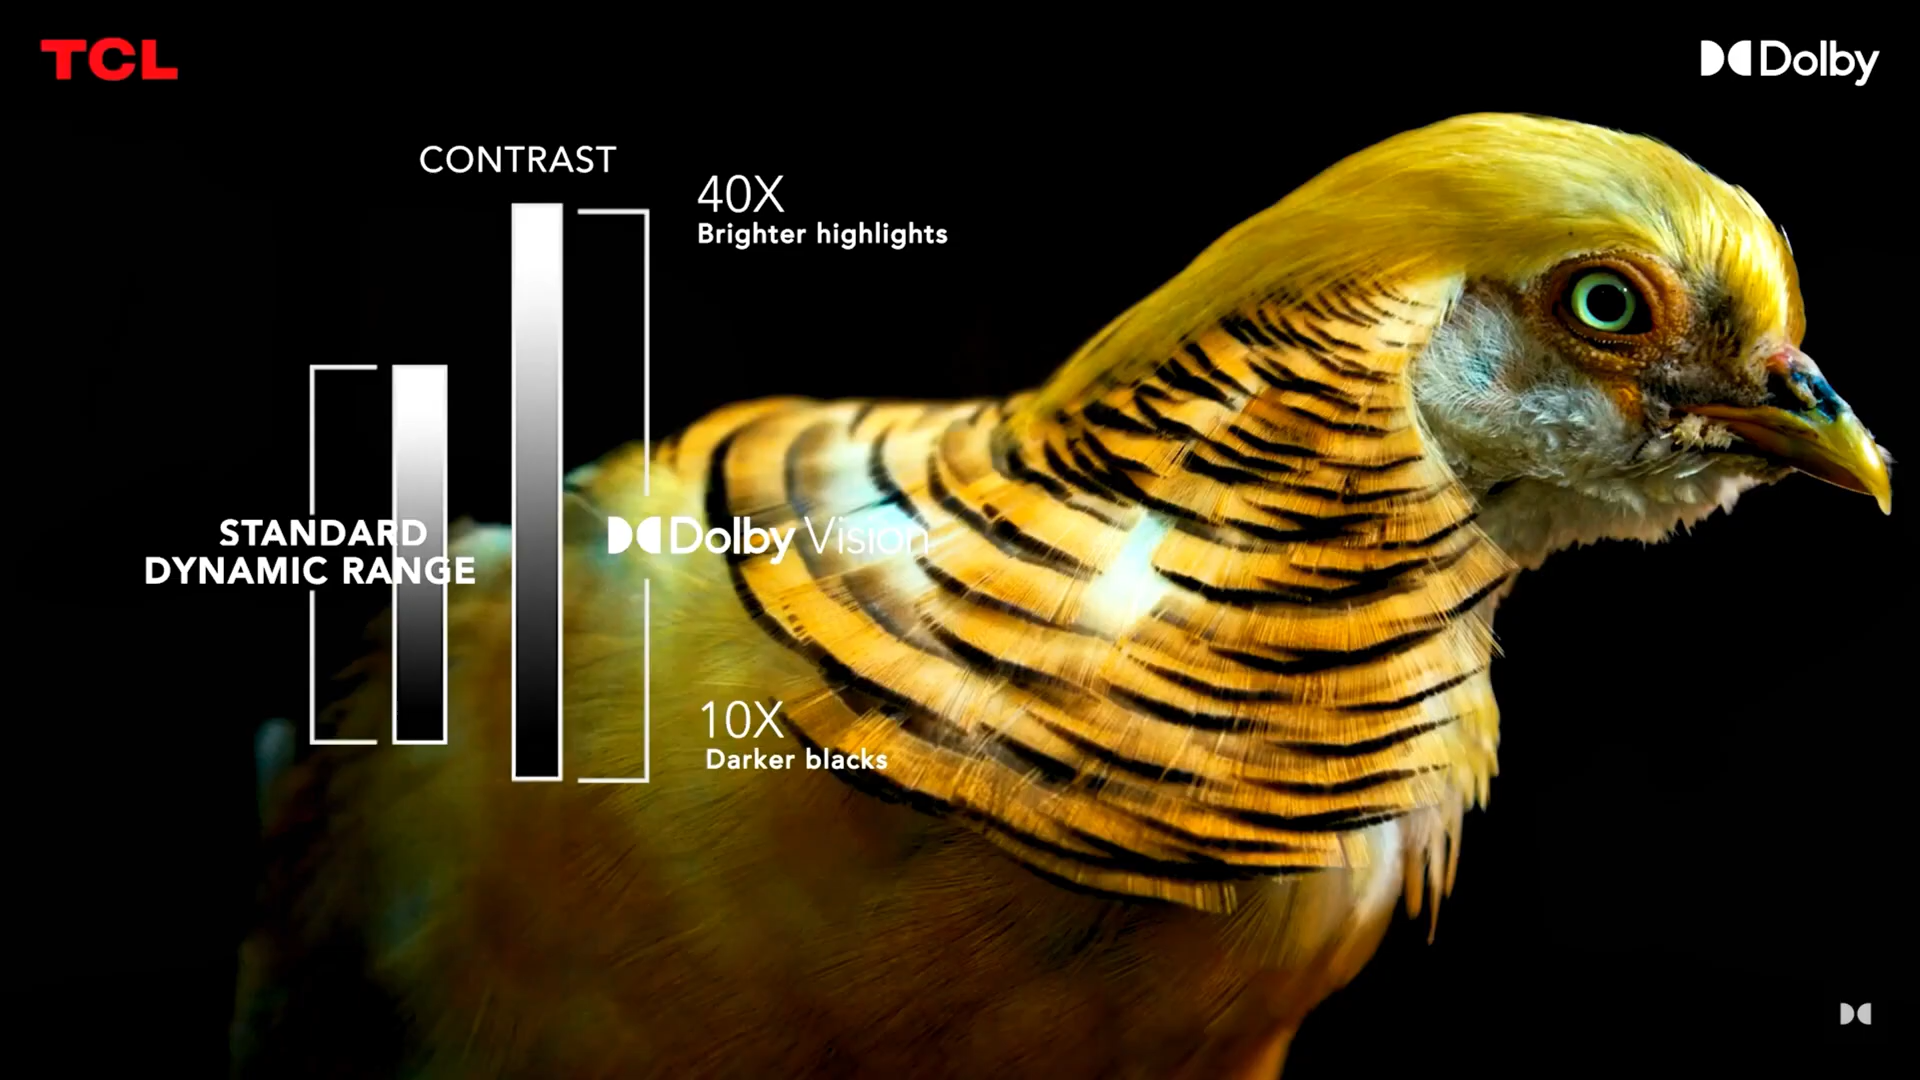 TCL
Dolby
CONTRAST
40X
Brighter highlights
STANDARD
DYNAMIC RANGE
Dolby Vision
10X
Darker blacks